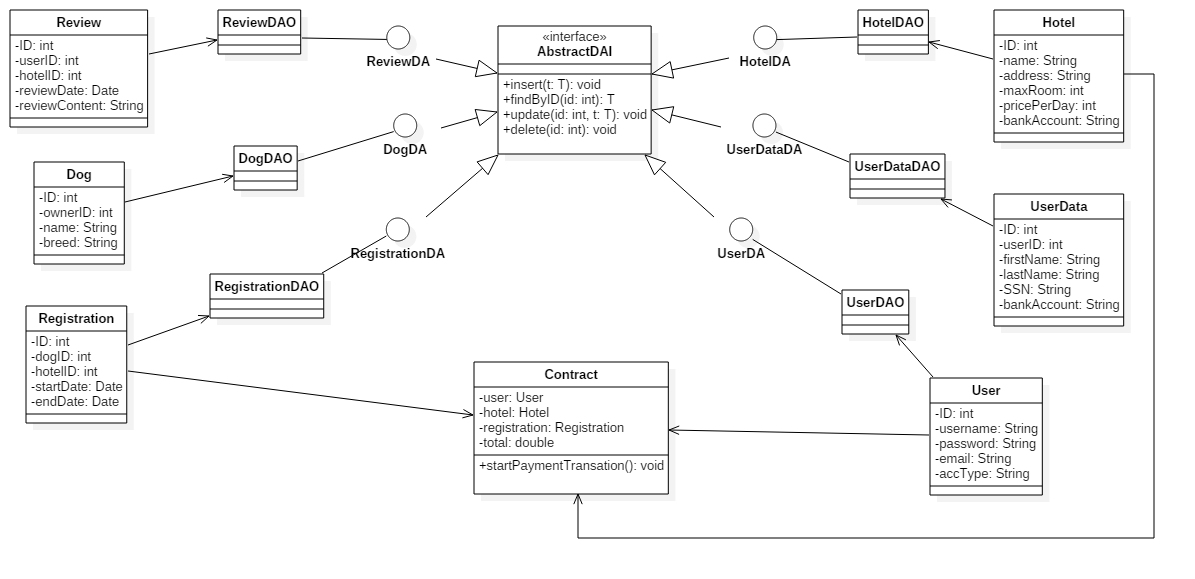 Review
-ID: int
-userID: int
-hotelID: int
-reviewDate: Date
-reviewContent: String
ReviewDAO
ReviewDA
«interface»
AbstractDAI
+insert(t: T): void
+findByID(id: int): T
+update(id: int, t: T): void
+delete(id: int): void
HotelDA
HotelDAO
Hotel
-ID: int
-name: String
-address: String
-maxRoom: int
-pricePerDay: int
-bankAccount: String
Dog
-ID: int
-ownerID: int
-name: String
-breed: String
DogDAO
DogDA
UserDataDA
UserDataDAO
UserData
-ID: int
-userID: int
-firstName: String
-lastName: String
-SSN: String
-bankAccount: String
Registration
-ID: int
-dogID: int
-hotelID: int
-startDate: Date
-endDate: Date
RegistrationDAO
RegistrationDA
UserDA
UserDAO
User
-ID: int
-username: String
-password: String
-email: String
-accType: String
Contract
-user: User
-hotel: Hotel
-registration: Registration
-total: double
+startPaymentTransation(): void